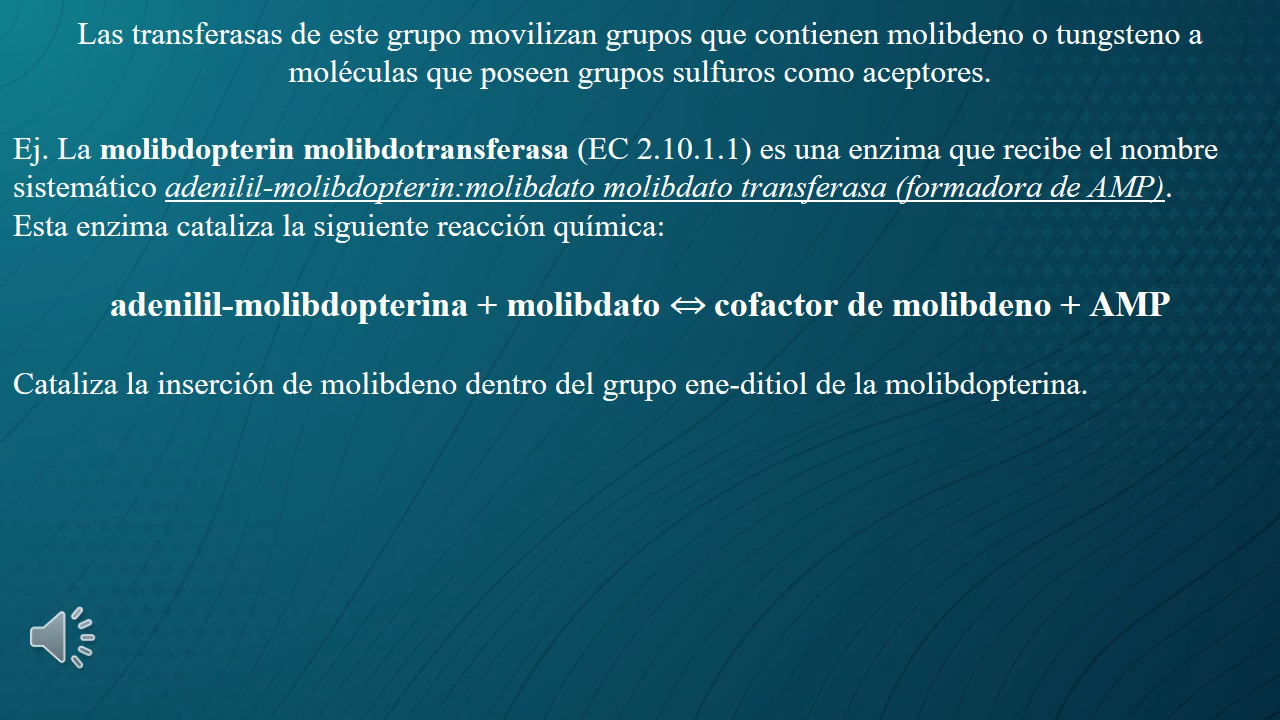 Las transferasas de este grupo movilizan grupos que contienen molibdeno o tungsteno a
moléculas que poseen grupos sulfuros como aceptores.
Ej. La molibdopterin molibdotransferasa (EC 2.10.1.1) es una enzima que recibe el nombre
sistemático adenilil-molibdopterin:molibdato molibdato transferasa (formadora de AMP).
Esta enzima cataliza la siguiente reacción química:
adenilil-molibdopterina + molibdato ⇔ cofactor de molibdeno + AMP
Cataliza la inserción de molibdeno dentro del grupo ene-ditiol de la molibdopterina.